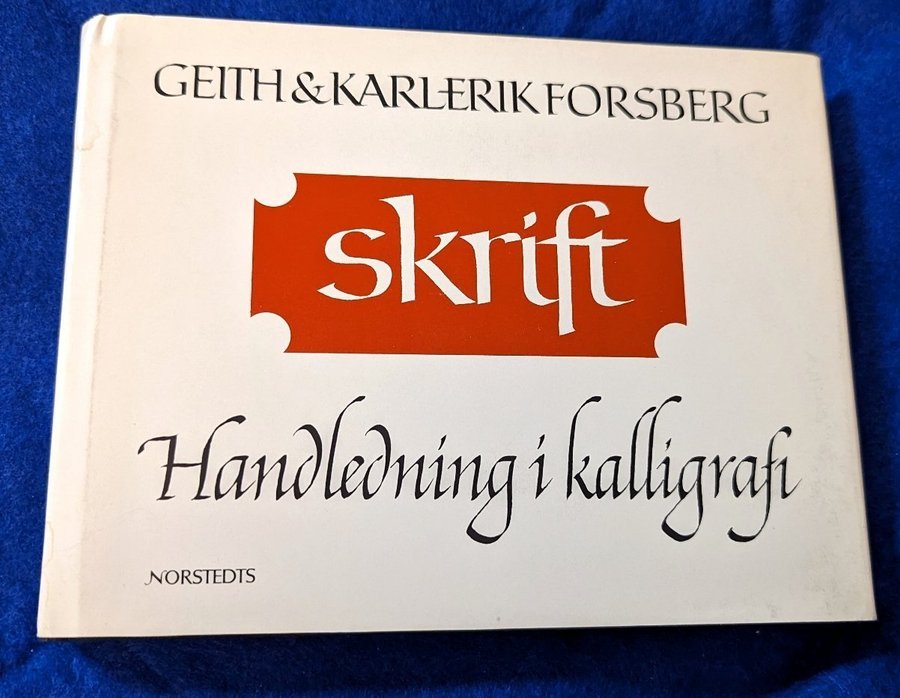 GEITH & KARL-ERIK FORSBERG
skrift
Handledning i kalligrafi
NORSTEDTS